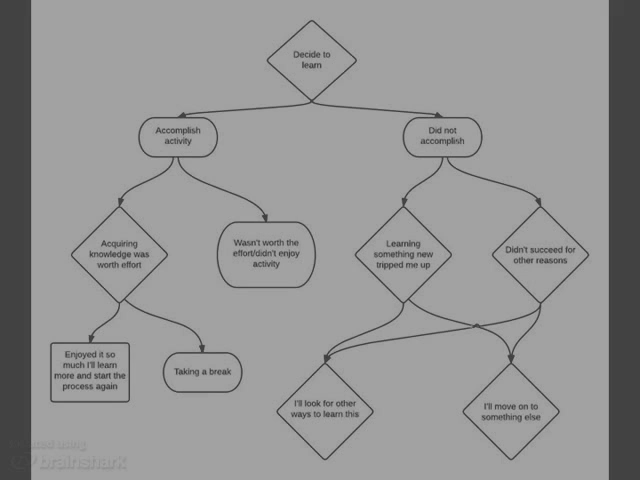 Decide to
learn
Accomplish
activity
Did not
accomplish
Acquiring
knowledge was
worth effort
Wasn't worth the
effort/didn't enjoy
activity
Learning
something new
tripped me up
Didn't succeed for
other reasons
Enjoyed it so
much I'll learn
more and start the
process again
Taking a break
I'll look for other
ways to learn this
I'll move on to
something else
created using
brainshark